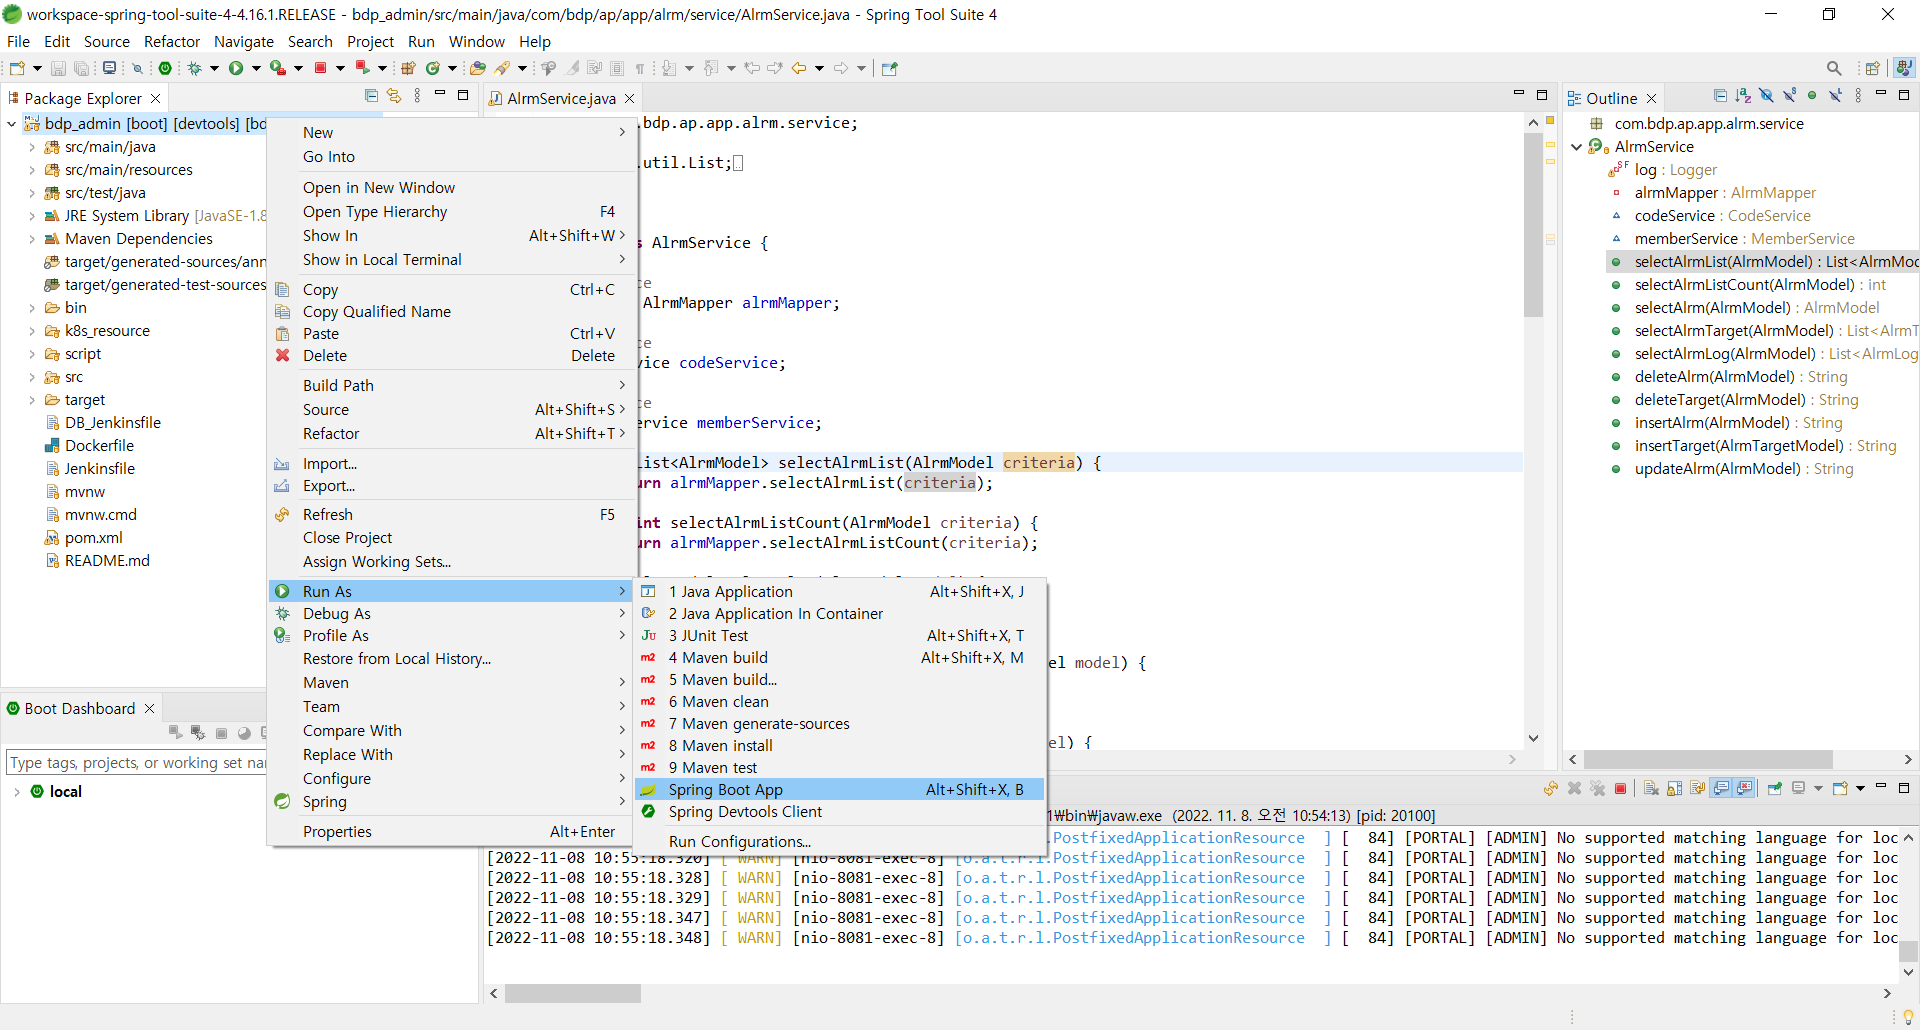 workspace-spring-tool-suite-4-4.16.1.RELEASE - bdp_admin/src/main/java/com/bdp/ap/app/alrm/service/AlrmService.java - Spring Tool Suite 4
File Edit Source Refactor Navigate Search Project Run Window Help
Package Explorer
bdp_admin [boot] [devtools] [bd
src/main/java
src/main/resources
src/test/java
JRE System Library [JavaSE-1.8
Maven Dependencies
target/generated-sources/ann
target/generated-test-sources
bin
k8s_resource
script
src
target
DB_Jenkinsfile
Dockerfile
Jenkinsfile
mvnw
mvnw.cmd
pom.xml
README.md
Boot Dashboard
Type tags, projects, or working set nar
local
New
Go Into
Open in New Window
Open Type Hierarchy F4
Show In Alt+Shift+W
Show in Local Terminal
Copy Ctrl+C
Copy Qualified Name
Paste Ctrl+V
Delete Delete
Build Path
Source Alt+Shift+S
Refactor Alt+Shift+T
Import...
Export...
Refresh F5
Close Project
Assign Working Sets...
Run As
Debug As
Profile As
Restore from Local History...
Maven
Team
Compare With
Replace With
Configure
Spring
Properties Alt+Enter
1 Java Application Alt+Shift+X, J
2 Java Application In Container
3 JUnit Test Alt+Shift+X, T
4 Maven build Alt+Shift+X, M
5 Maven build...
6 Maven clean
7 Maven generate-sources
8 Maven install
9 Maven test
Spring Boot App Alt+Shift+X, B
Spring Devtools Client
Run Configurations...
AlrmService.java
.bdp.ap.app.alrm.service;
.util.List;
s AlrmService {
ce
AlrmMapper alrmMapper;
ce
vice codeService;
ce
ervice memberService;
List<AlrmModel> selectAlrmList(AlrmModel criteria) {
urn alrmMapper.selectAlrmList(criteria);
int selectAlrmListCount(AlrmModel criteria) {
urn alrmMapper.selectAlrmListCount(criteria);
el model) {
el) {
Outline
com.bdp.ap.app.alrm.service
AlrmService
log : Logger
alrmMapper : AlrmMapper
codeService : CodeService
memberService : MemberService
selectAlrmList(AlrmModel) : List<AlrmMoc
selectAlrmListCount(AlrmModel) : int
selectAlrm(AlrmModel) : AlrmModel
selectAlrmTarget(AlrmModel) : List<AlrmT
selectAlrmLog(AlrmModel) : List<AlrmLog
deleteAlrm(AlrmModel) : String
deleteTarget(AlrmModel) : String
insertAlrm(AlrmModel) : String
insertTarget(AlrmTargetModel) : String
updateAlrm(AlrmModel) : String
1₩bin₩javaw.exe (2022. 11. 8. 오전 10:54:13) [pid: 20100]
.l.PostfixedApplicationResource ] [ 84] [PORTAL] [ADMIN] No supported matching language for loc
[2022-11-08 10:55:18.320] [ WARN] [nio-8081-exec-8] [o.a.t.r.l.PostfixedApplicationResource ] [ 84] [PORTAL] [ADMIN] No supported matching language for loc
[2022-11-08 10:55:18.328] [ WARN] [nio-8081-exec-8] [o.a.t.r.l.PostfixedApplicationResource ] [ 84] [PORTAL] [ADMIN] No supported matching language for loc
[2022-11-08 10:55:18.329] [ WARN] [nio-8081-exec-8] [o.a.t.r.l.PostfixedApplicationResource ] [ 84] [PORTAL] [ADMIN] No supported matching language for loc
[2022-11-08 10:55:18.347] [ WARN] [nio-8081-exec-8] [o.a.t.r.l.PostfixedApplicationResource ] [ 84] [PORTAL] [ADMIN] No supported matching language for loc
[2022-11-08 10:55:18.348] [ WARN] [nio-8081-exec-8] [o.a.t.r.l.PostfixedApplicationResource ] [ 84] [PORTAL] [ADMIN] No supported matching language for loc